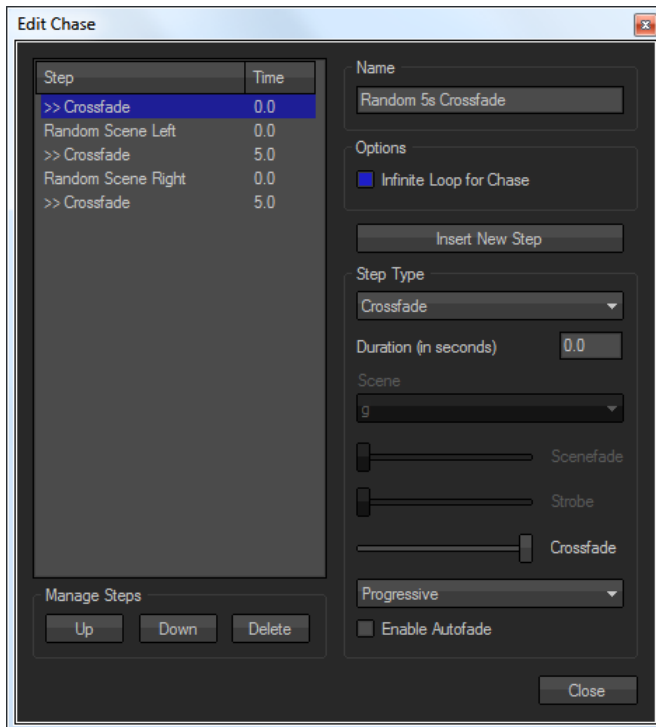 Edit Chase
Step Time
>> Crossfade 0.0
Random Scene Left 0.0
>> Crossfade 5.0
Random Scene Right 0.0
>> Crossfade 5.0
Manage Steps
Up Down Delete
Name
Random 5s Crossfade
Options
Infinite Loop for Chase
Insert New Step
Step Type
Crossfade
Duration (in seconds) 0.0
Scene
g
Scenefade
Strobe
Crossfade
Progressive
Enable Autofade
Close